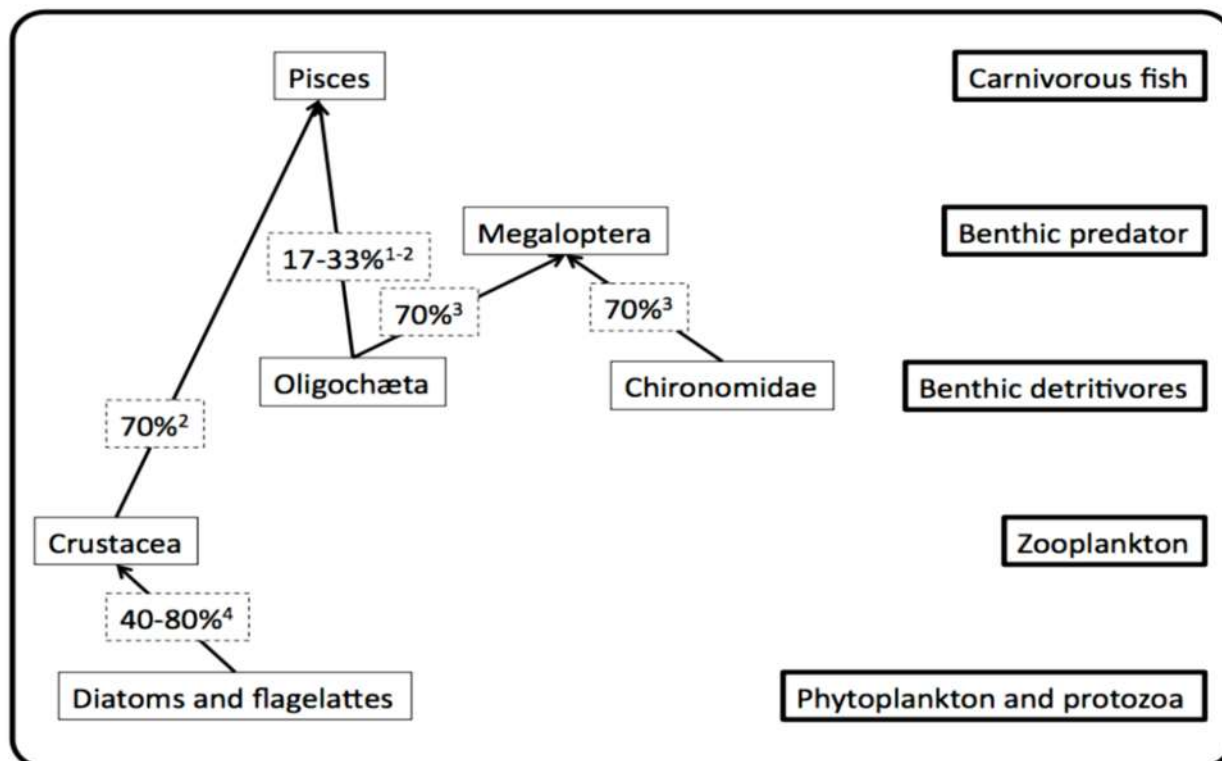 Pisces
Carnivorous fish
Megaloptera
Benthic predator
17-33%¹⁻²
70%³
70%³
Oligochæta
Chironomidae
Benthic detritivores
70%²
Crustacea
Zooplankton
40-80%⁴
Diatoms and flagelattes
Phytoplankton and protozoa